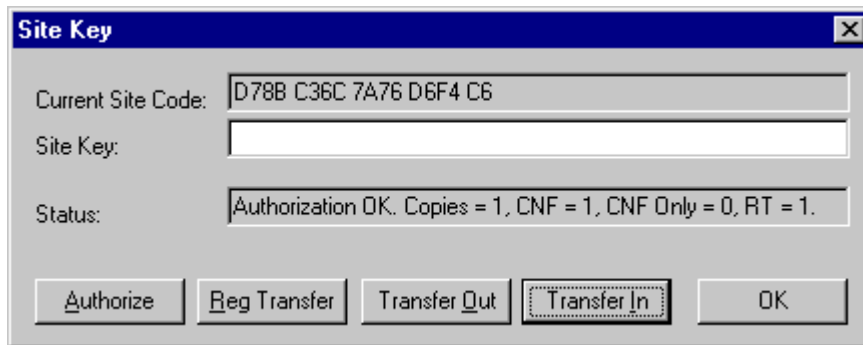 Site Key
Current Site Code: D78B C36C 7A76 D6F4 C6
Site Key:
Status: Authorization OK. Copies = 1, CNF = 1, CNF Only = 0, RT = 1.
Authorize Reg Transfer Transfer Out Transfer In OK